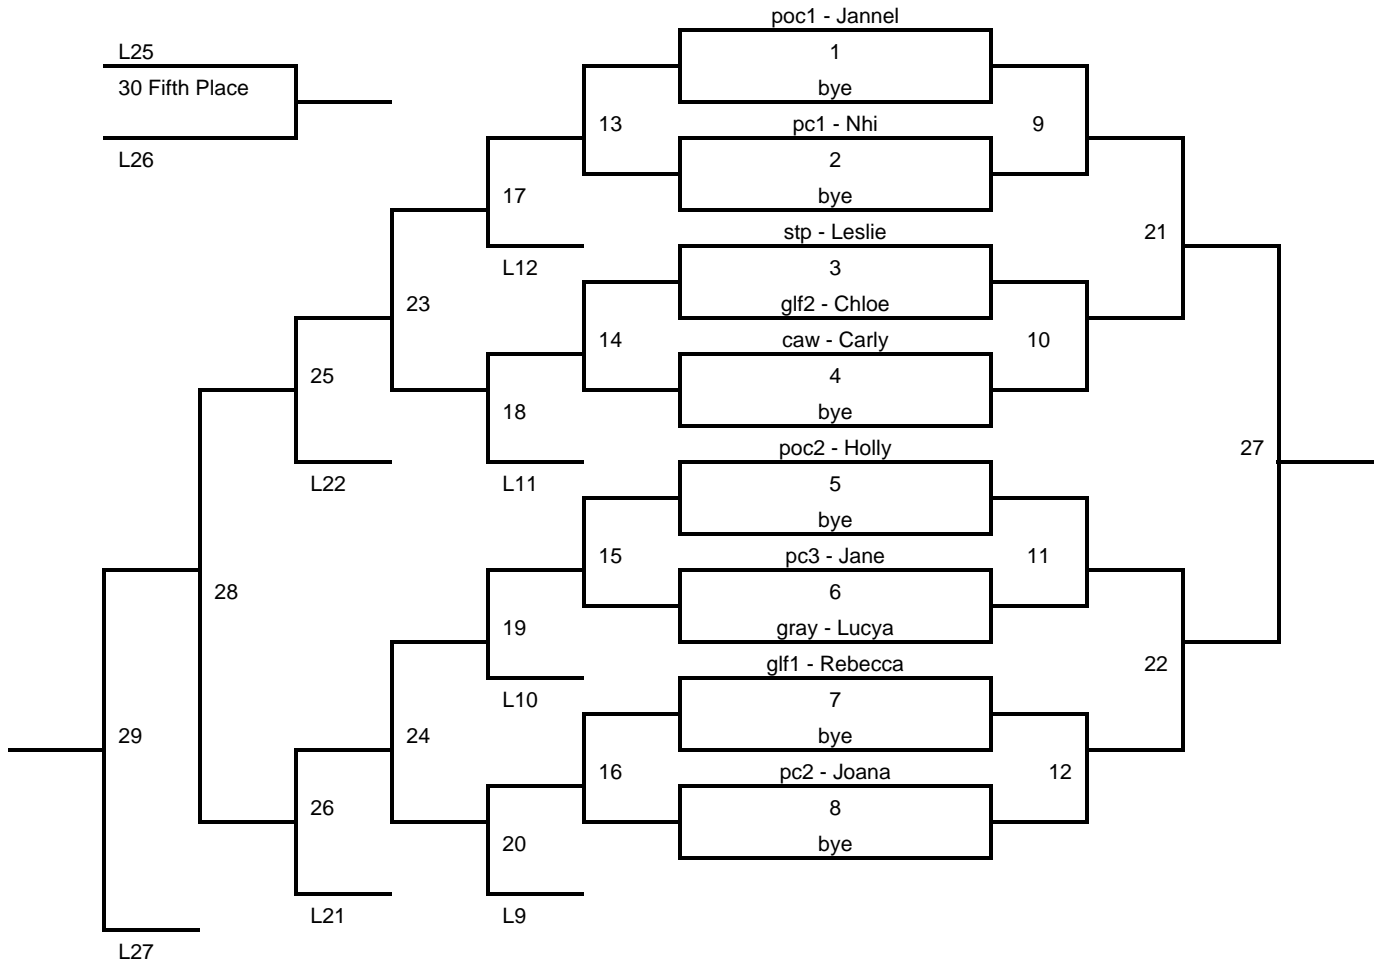 poc1 - Jannel
L25
1
30 Fifth Place
bye
13
pc1 - Nhi
9
L26
2
17
bye
stp - Leslie
21
L12
3
23
glf2 - Chloe
14
caw - Carly
10
25
4
18
bye
poc2 - Holly
27
L22
L11
5
bye
15
pc3 - Jane
11
28
6
19
gray - Lucya
glf1 - Rebecca
22
L10
7
29
24
bye
16
pc2 - Joana
12
26
8
20
bye
L21
L9
L27